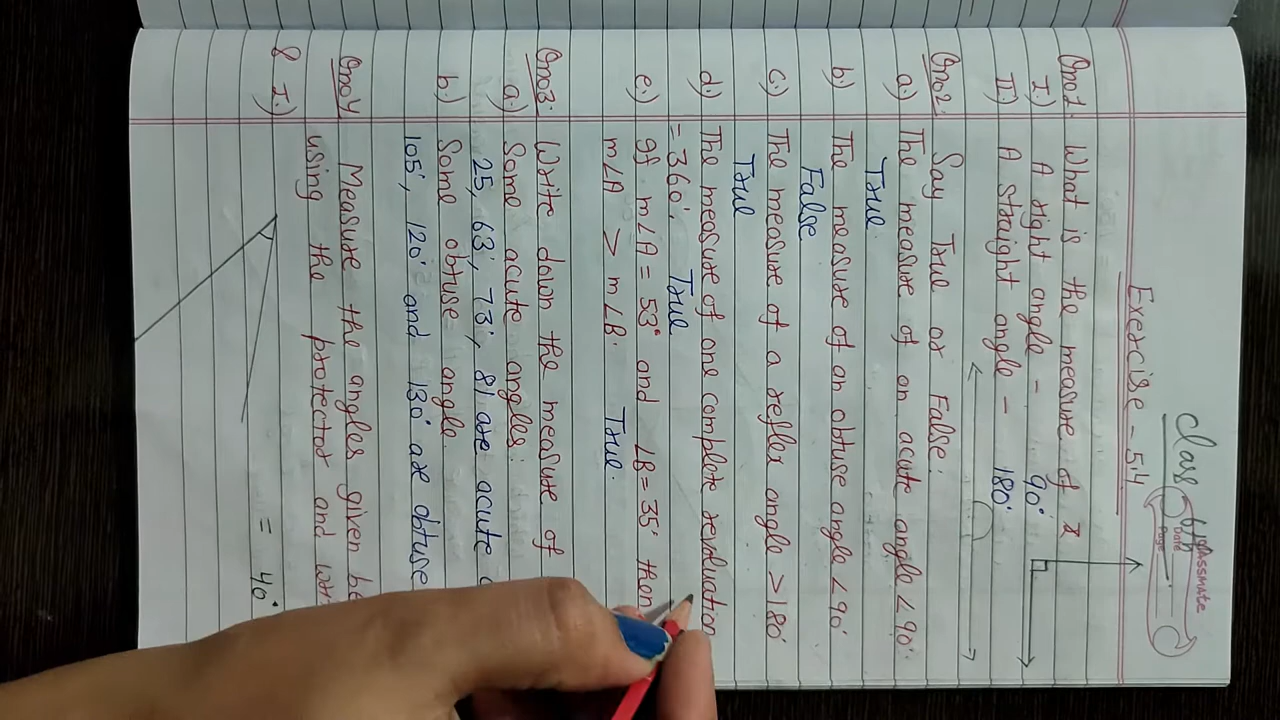 class 6th
classmate
Date
Page
Exercise - 5.4
Qno1. What is the measure of x
I.) A right angle - 90°
II.) A straight angle - 180°
Qno2: Say True or False:
a.) The measure of an acute angle < 90°
True.
b.) The measure of an obtuse angle < 90°
False
c.) The measure of a reflex angle > 180°
True
d.) The measure of one complete revoluation
= 360°. True
e.) If m∠A = 53° and ∠B = 35° then
m∠A > m∠B. True.
Qno3: Write down the measure of
a.) Some acute angles:
25, 63°, 73°, 81 are acute
b.) Some obtuse angle
105°, 120° and 130° are obtuse
Qno4 Measure the angles given
using the protector and
& I.) = 40°